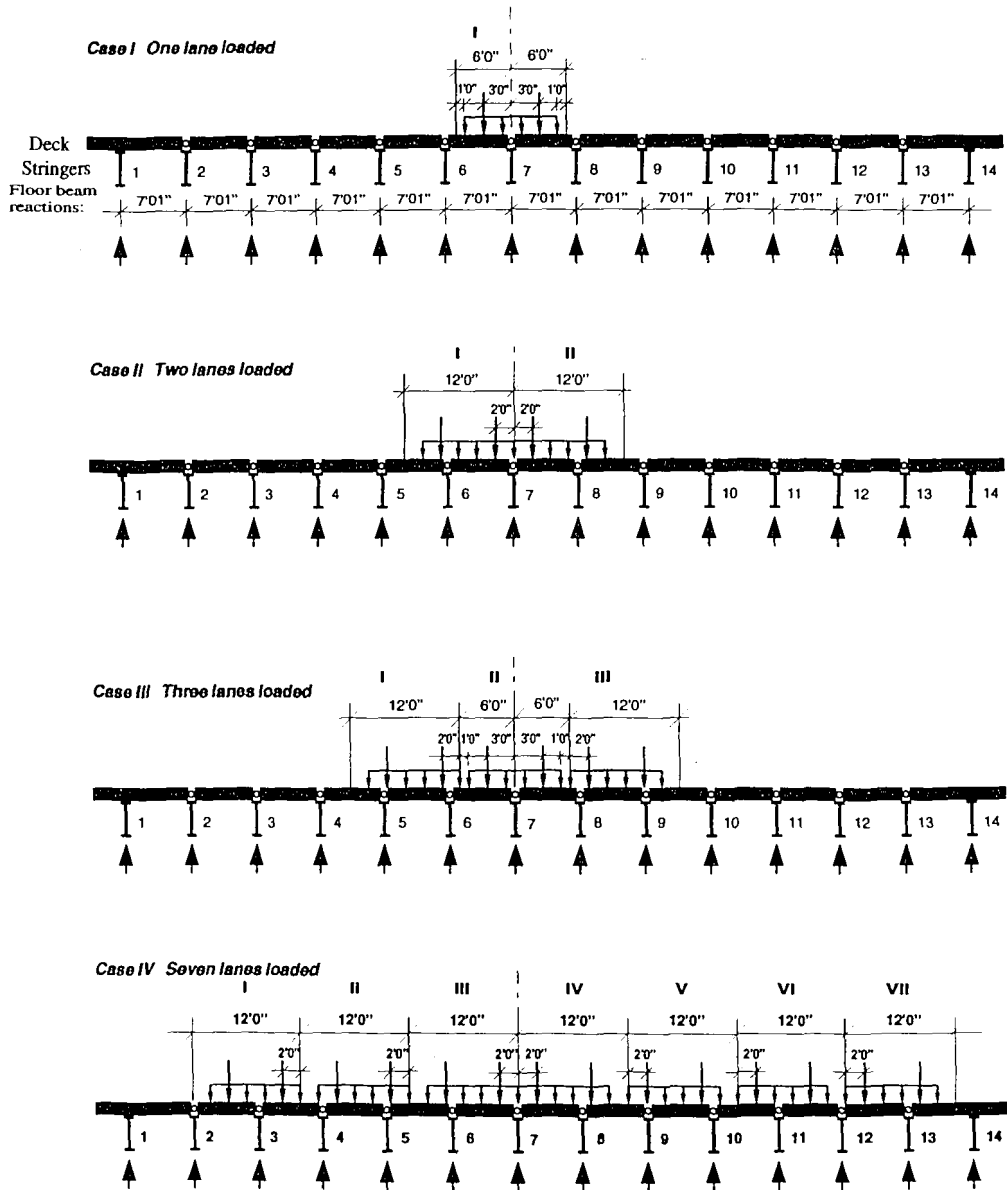 I
Case I One lane loaded
6'0" 6'0"
1'0" 3'0" 3'0" 1'0"
Deck
Stringers
1 2 3 4 5 6 7 8 9 10 11 12 13 14
Floor beam
reactions:
7'01" 7'01" 7'01" 7'01" 7'01" 7'01" 7'01" 7'01" 7'01" 7'01" 7'01" 7'01" 7'01"
I II
Case II Two lanes loaded
12'0" 12'0"
2'0" 2'0"
1 2 3 4 5 6 7 8 9 10 11 12 13 14
I II III
Case III Three lanes loaded
12'0" 6'0" 6'0" 12'0"
2'0" 1'0" 3'0" 3'0" 1'0" 2'0"
1 2 3 4 5 6 7 8 9 10 11 12 13 14
Case IV Seven lanes loaded
I II III IV V VI VII
12'0" 12'0" 12'0" 12'0" 12'0" 12'0" 12'0"
2'0" 2'0" 2'0" 2'0" 2'0" 2'0" 2'0"
1 2 3 4 5 6 7 8 9 10 11 12 13 14